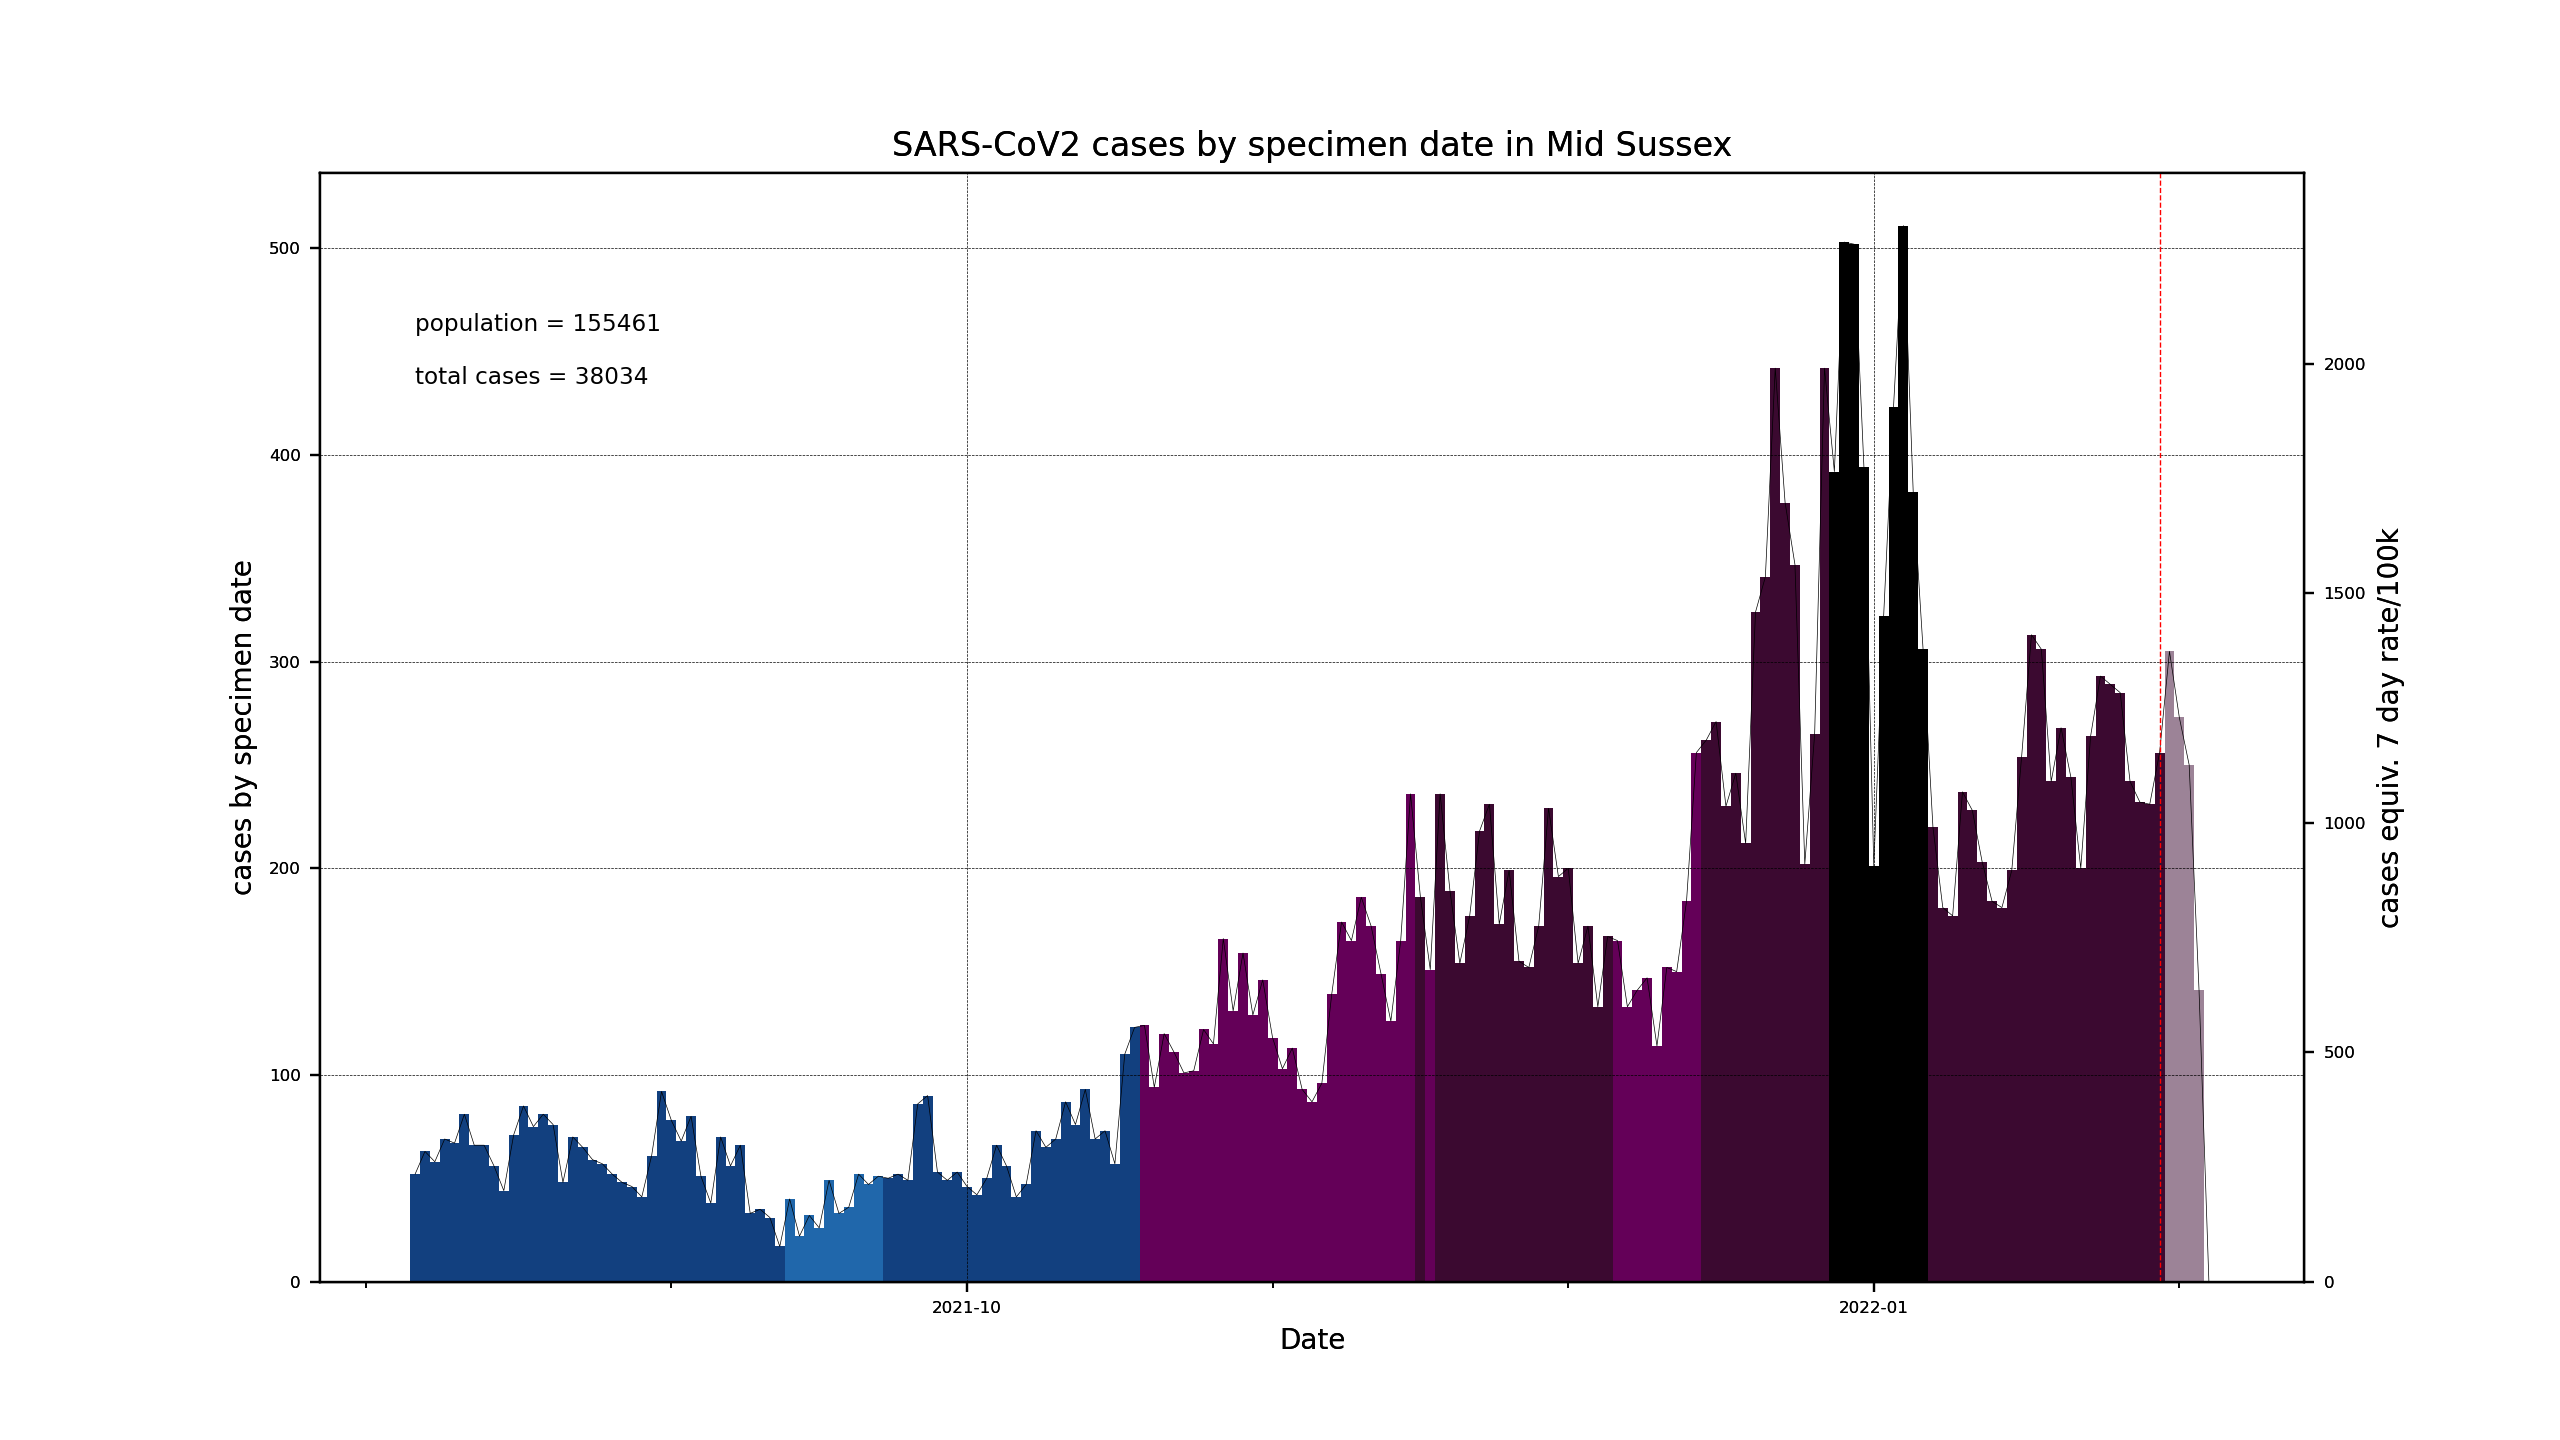 SARS-CoV2 cases by specimen date in Mid Sussex
population = 155461
total cases = 38034
cases by specimen date
500
400
300
200
100
0
2000
1500
1000
500
0
cases equiv. 7 day rate/100k
2021-10
2022-01
Date